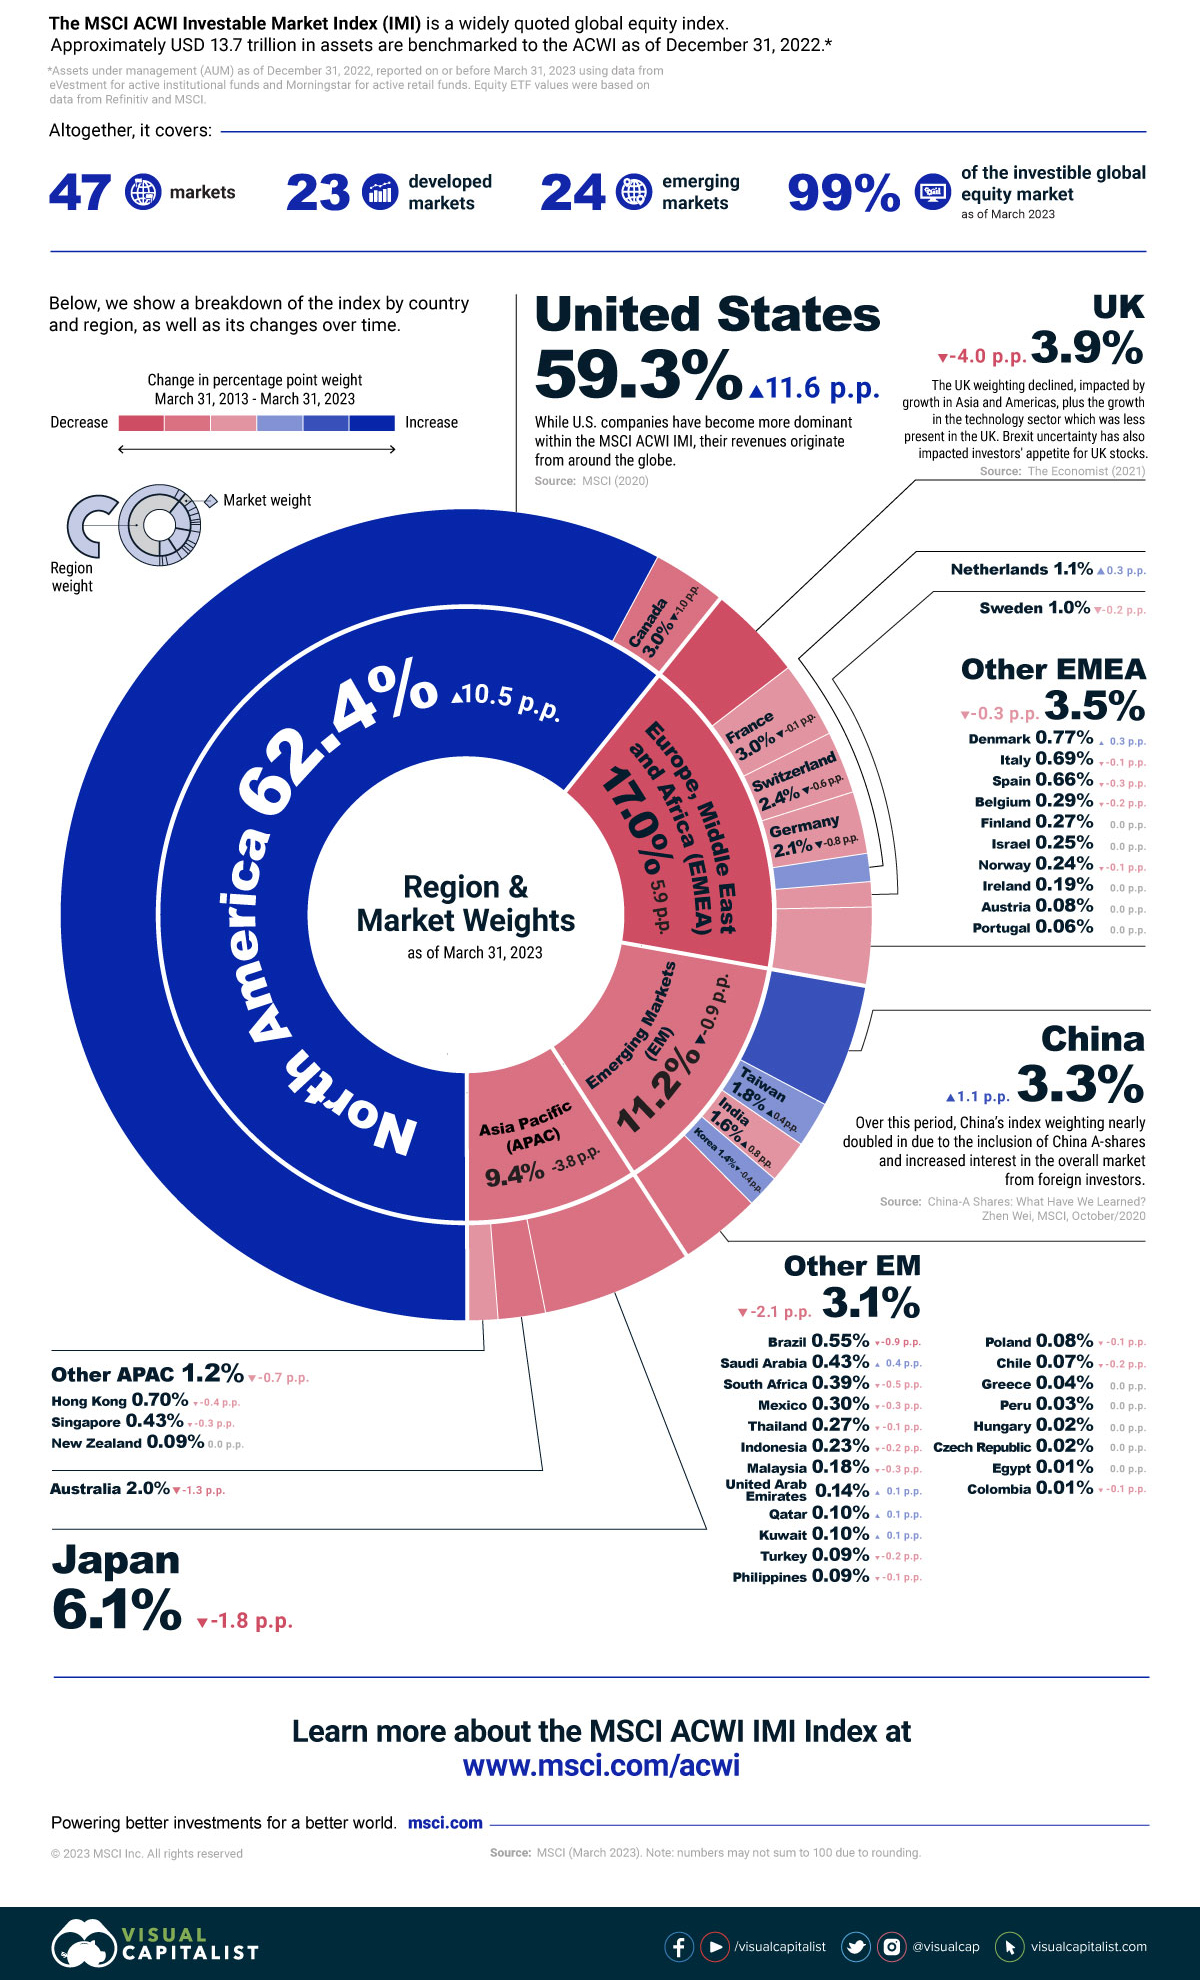 The MSCI ACWI Investable Market Index (IMI) is a widely quoted global equity index.
Approximately USD 13.7 trillion in assets are benchmarked to the ACWI as of December 31, 2022.*
*Assets under management (AUM) as of December 31, 2022, reported on or before March 31, 2023 using data from
eVestment for active institutional funds and Morningstar for active retail funds. Equity ETF values were based on
data from Refinitiv and MSCI.
Altogether, it covers:
47 markets
23 developed
markets
24 emerging
markets
99% of the investible global
equity market
as of March 2023
Below, we show a breakdown of the index by country
and region, as well as its changes over time.
Change in percentage point weight
March 31, 2013 - March 31, 2023
Decrease
Increase
Market weight
Region
weight
United States
59.3% ▲11.6 p.p.
While U.S. companies have become more dominant
within the MSCI ACWI IMI, their revenues originate
from around the globe.
Source: MSCI (2020)
UK
▼-4.0 p.p. 3.9%
The UK weighting declined, impacted by
growth in Asia and Americas, plus the growth
in the technology sector which was less
present in the UK. Brexit uncertainty has also
impacted investors' appetite for UK stocks.
Source: The Economist (2021)
Netherlands 1.1% ▲0.3 p.p.
Sweden 1.0% ▼-0.2 p.p.
Other EMEA
▼-0.3 p.p. 3.5%
Denmark 0.77% ▲ 0.3 p.p.
Italy 0.69% ▼-0.1 p.p.
Spain 0.66% ▼-0.3 p.p.
Belgium 0.29% ▼-0.2 p.p.
Finland 0.27% 0.0 p.p.
Israel 0.25% 0.0 p.p.
Norway 0.24% ▼-0.1 p.p.
Ireland 0.19% 0.0 p.p.
Austria 0.08% 0.0 p.p.
Portugal 0.06% 0.0 p.p.
Canada
3.0% ▼-1.0 p.p.
France
3.0% ▼-0.1 p.p.
Switzerland
2.4% ▼-0.6 p.p.
Germany
2.1% ▼-0.8 p.p.
North America 62.4% ▲10.5 p.p.
Europe, Middle East
and Africa (EMEA)
17.0% 5.9 p.p.
Region &
Market Weights
as of March 31, 2023
Emerging Markets
(EM)
11.2% ▼-0.9 p.p.
Asia Pacific
(APAC)
9.4% -3.8 p.p.
Taiwan
1.8% ▲0.4 p.p.
India
1.6% ▲0.8 p.p.
Korea 1.4% ▼-0.4 p.p.
China
▲1.1 p.p. 3.3%
Over this period, China's index weighting nearly
doubled in due to the inclusion of China A-shares
and increased interest in the overall market
from foreign investors.
Source: China-A Shares: What Have We Learned?
Zhen Wei, MSCI, October/2020
Other EM
▼-2.1 p.p. 3.1%
Brazil 0.55% ▼-0.9 p.p.
Saudi Arabia 0.43% ▲ 0.4 p.p.
South Africa 0.39% ▼-0.5 p.p.
Mexico 0.30% ▼-0.3 p.p.
Thailand 0.27% ▼-0.1 p.p.
Indonesia 0.23% ▼-0.2 p.p.
Malaysia 0.18% ▼-0.3 p.p.
United Arab
Emirates 0.14% ▲ 0.1 p.p.
Qatar 0.10% ▲ 0.1 p.p.
Kuwait 0.10% ▲ 0.1 p.p.
Turkey 0.09% ▼-0.2 p.p.
Philippines 0.09% ▼-0.1 p.p.
Poland 0.08% ▼-0.1 p.p.
Chile 0.07% ▼-0.2 p.p.
Greece 0.04% 0.0 p.p.
Peru 0.03% 0.0 p.p.
Hungary 0.02% 0.0 p.p.
Czech Republic 0.02% 0.0 p.p.
Egypt 0.01% 0.0 p.p.
Colombia 0.01% ▼-0.1 p.p.
Other APAC 1.2% ▼-0.7 p.p.
Hong Kong 0.70% ▼-0.4 p.p.
Singapore 0.43% ▼-0.3 p.p.
New Zealand 0.09% 0.0 p.p.
Australia 2.0% ▼-1.3 p.p.
Japan
6.1% ▼-1.8 p.p.
Learn more about the MSCI ACWI IMI Index at
www.msci.com/acwi
Powering better investments for a better world. msci.com
© 2023 MSCI Inc. All rights reserved
Source: MSCI (March 2023). Note: numbers may not sum to 100 due to rounding.
VISUAL
CAPITALIST
/visualcapitalist
@visualcap
visualcapitalist.com